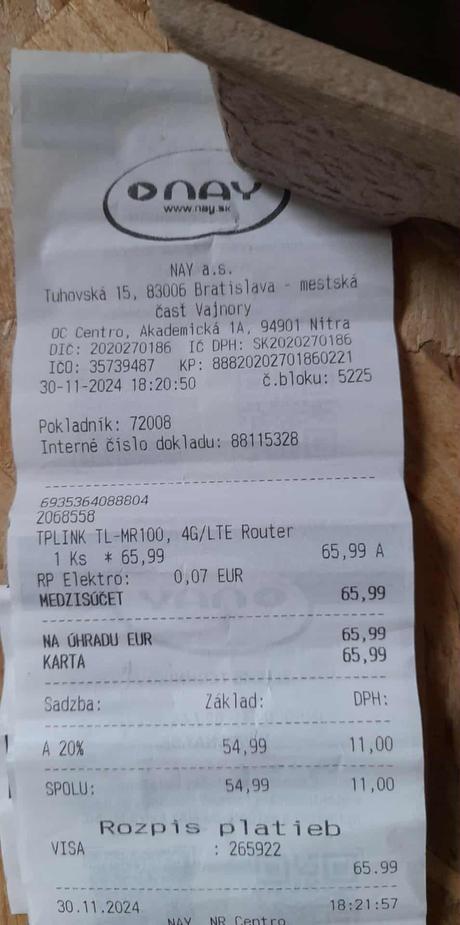 NAY
www.nay.sk
NAY a.s.
Tuhovská 15, 83006 Bratislava - mestská
časť Vajnory
OC Centro, Akademická 1A, 94901 Nitra
DIČ: 2020270186 IČ DPH: SK2020270186
IČO: 35739487 KP: 88820202701860221
30-11-2024 18:20:50 č.bloku: 5225
Pokladník: 72008
Interné číslo dokladu: 88115328
6935364088804
2068558
TPLINK TL-MR100, 4G/LTE Router
1 Ks * 65,99 65,99 A
RP Elektro: 0,07 EUR
MEDZISÚČET 65,99
NA ÚHRADU EUR 65,99
KARTA 65,99
Sadzba: Základ: DPH:
A 20% 54,99 11,00
SPOLU: 54,99 11,00
Rozpis platieb
VISA : 265922
65.99
30.11.2024 18:21:57
NAY NR Centro